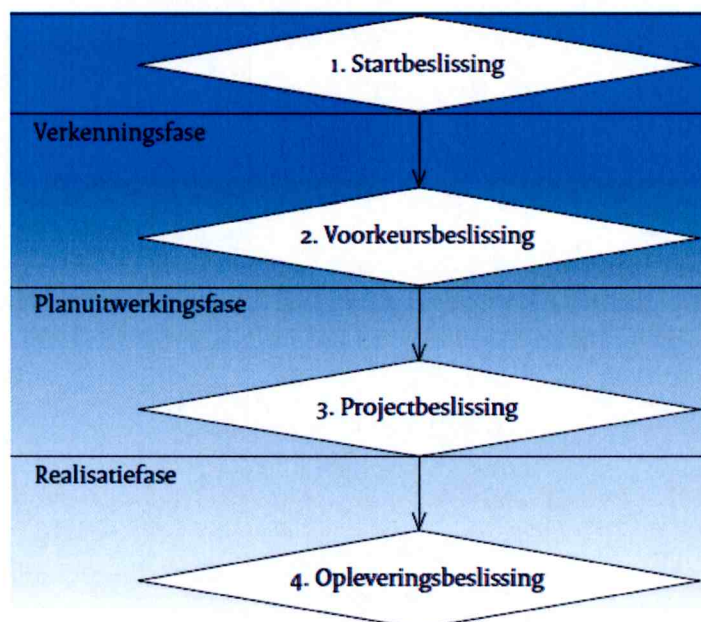 1. Startbeslissing
Verkenningsfase
2. Voorkeursbeslissing
Planuitwerkingsfase
3. Projectbeslissing
Realisatiefase
4. Opleveringsbeslissing